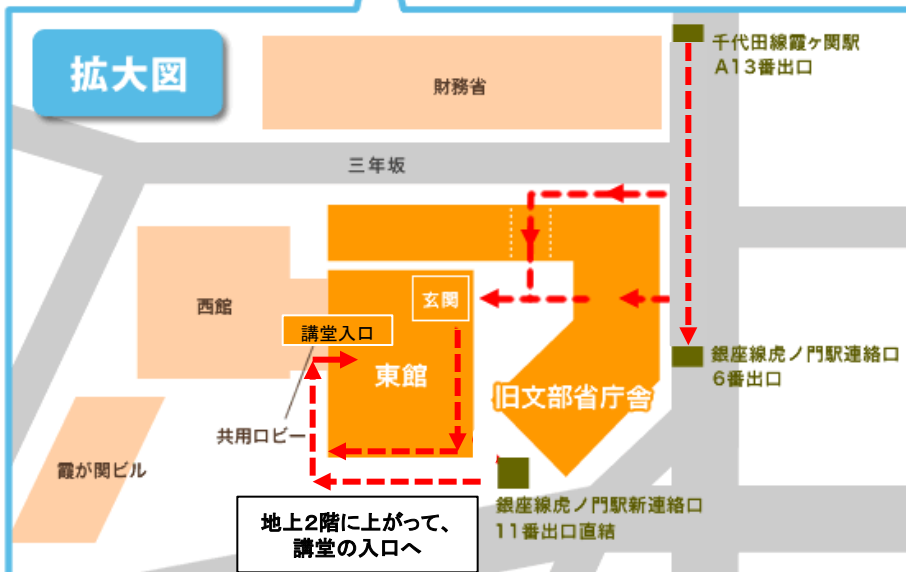 拡大図
財務省
千代田線霞ヶ関駅
A13番出口
三年坂
西館
玄関
講堂入口
東館
銀座線虎ノ門駅連絡口
6番出口
旧文部省庁舎
共用ロビー
霞が関ビル
地上2階に上がって、
講堂の入口へ
銀座線虎ノ門駅新連絡口
11番出口直結